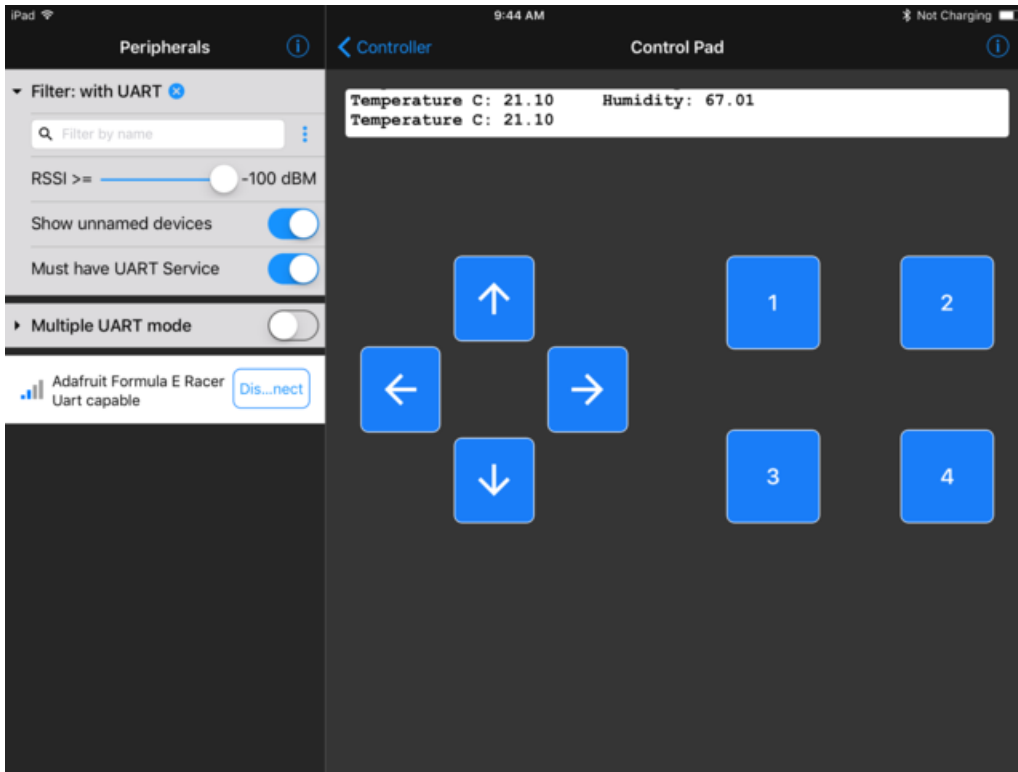 iPad 9:44 AM Not Charging
Peripherals
Filter: with UART
Filter by name
RSSI >= -100 dBM
Show unnamed devices
Must have UART Service
Multiple UART mode
Adafruit Formula E Racer
Uart capable
Dis...nect
Controller Control Pad
Temperature C: 21.10 Humidity: 67.01
Temperature C: 21.10
1 2
3 4